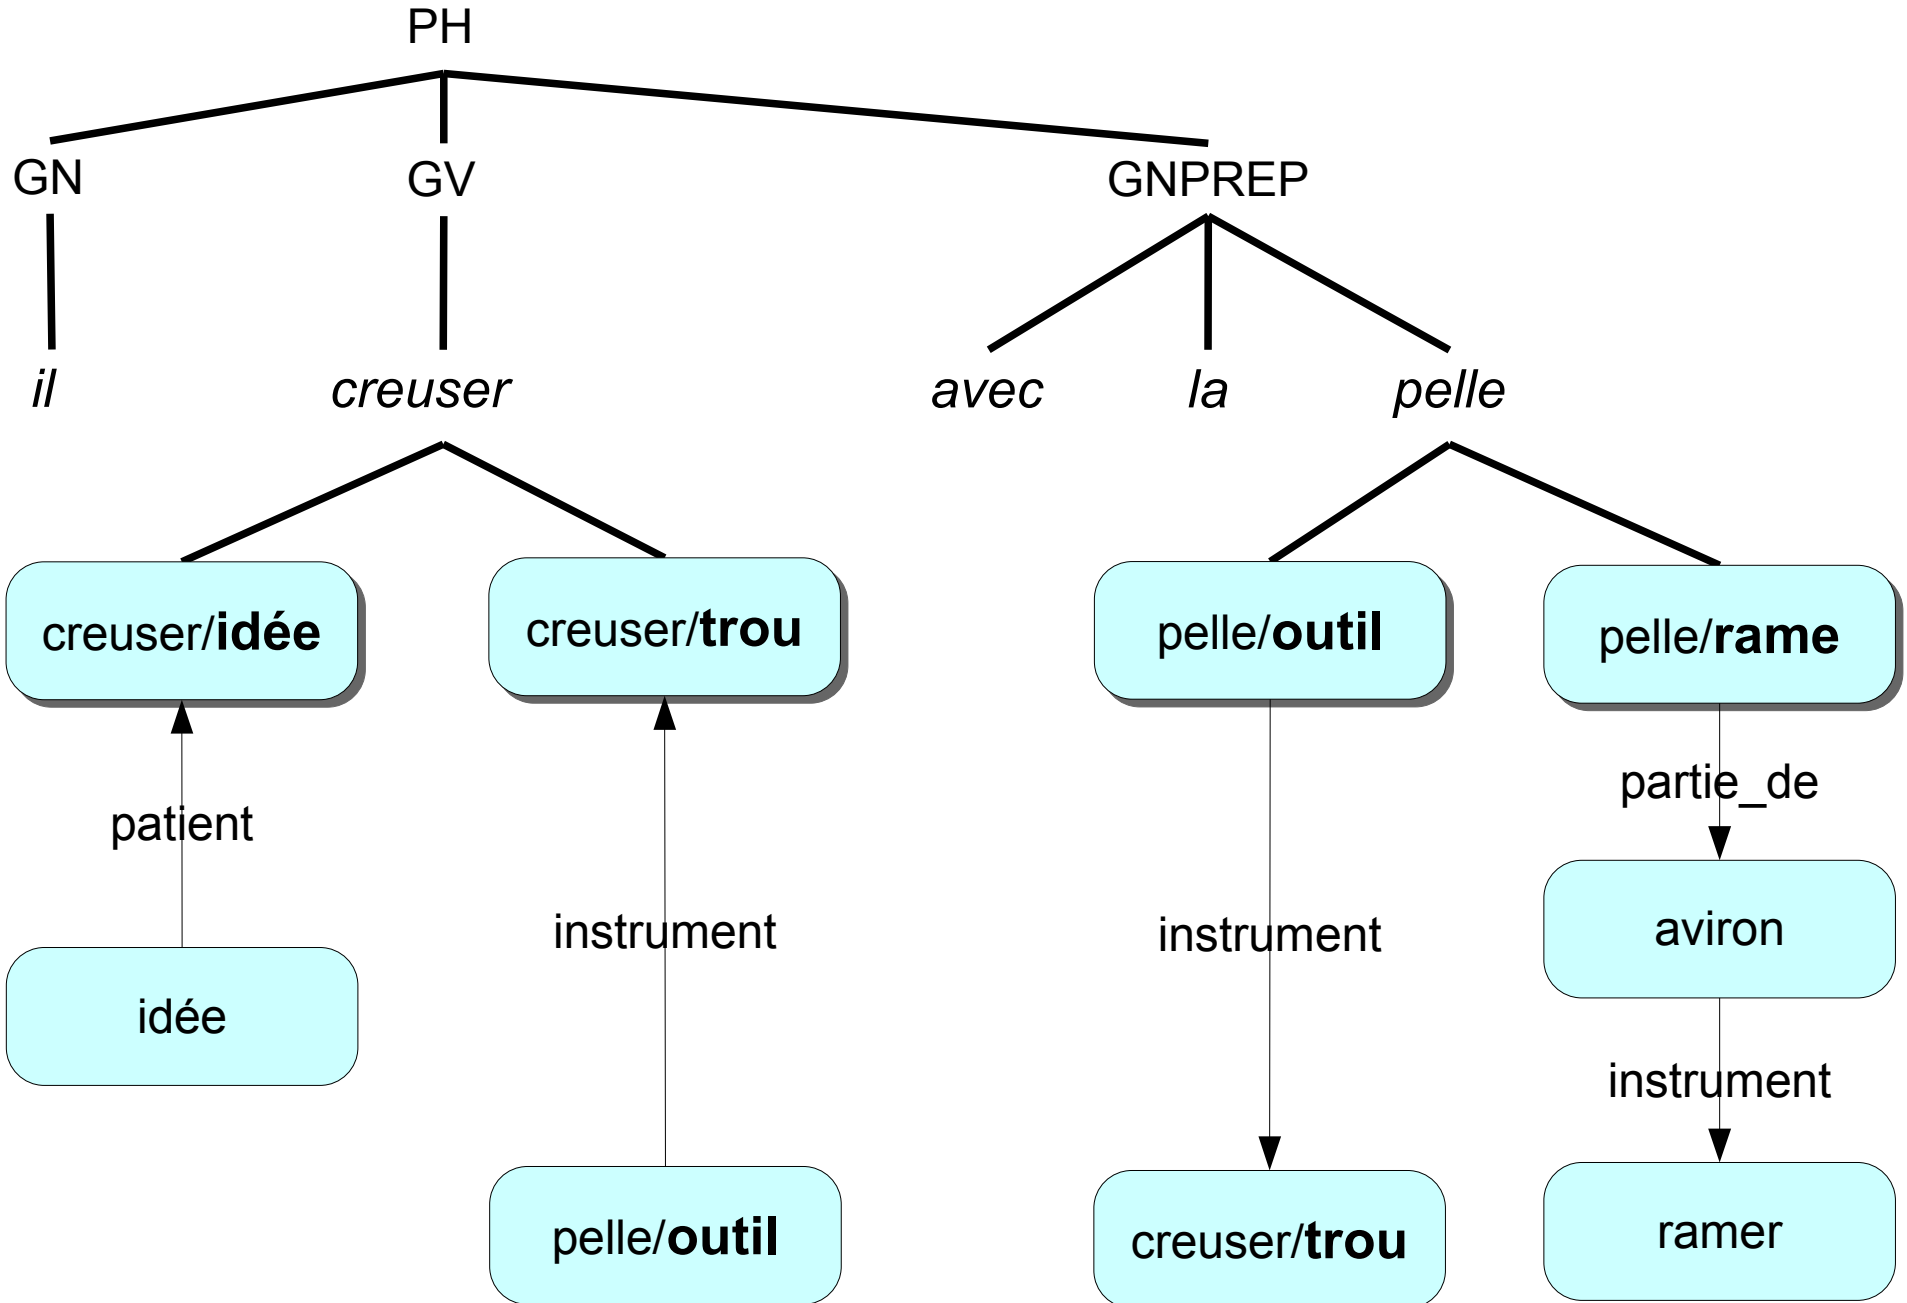 PH
GN GV GNPREP
il creuser avec la pelle
creuser/idée creuser/trou pelle/outil pelle/rame
partie_de
patient
instrument instrument aviron
idée
instrument
pelle/outil creuser/trou ramer